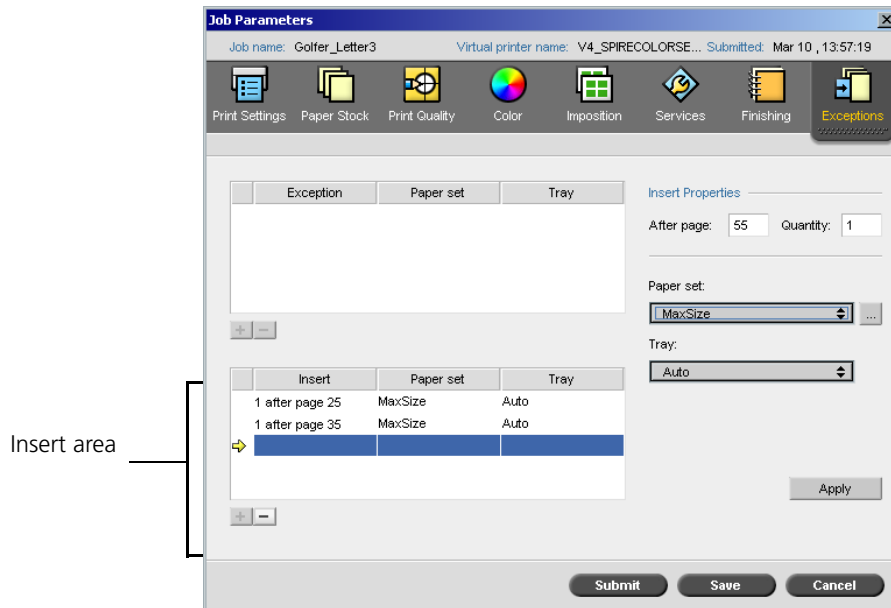 Job Parameters
Job name: Golfer_Letter3 Virtual printer name: V4_SPIRECOLORSE... Submitted: Mar 10 , 13:57:19
Print Settings Paper Stock Print Quality Color Imposition Services Finishing Exceptions
Exception Paper set Tray
Insert Properties
After page: 55 Quantity: 1
Paper set:
MaxSize ...
Tray:
Auto
Insert Paper set Tray
1 after page 25 MaxSize Auto
1 after page 35 MaxSize Auto
Insert area
Apply
Submit Save Cancel